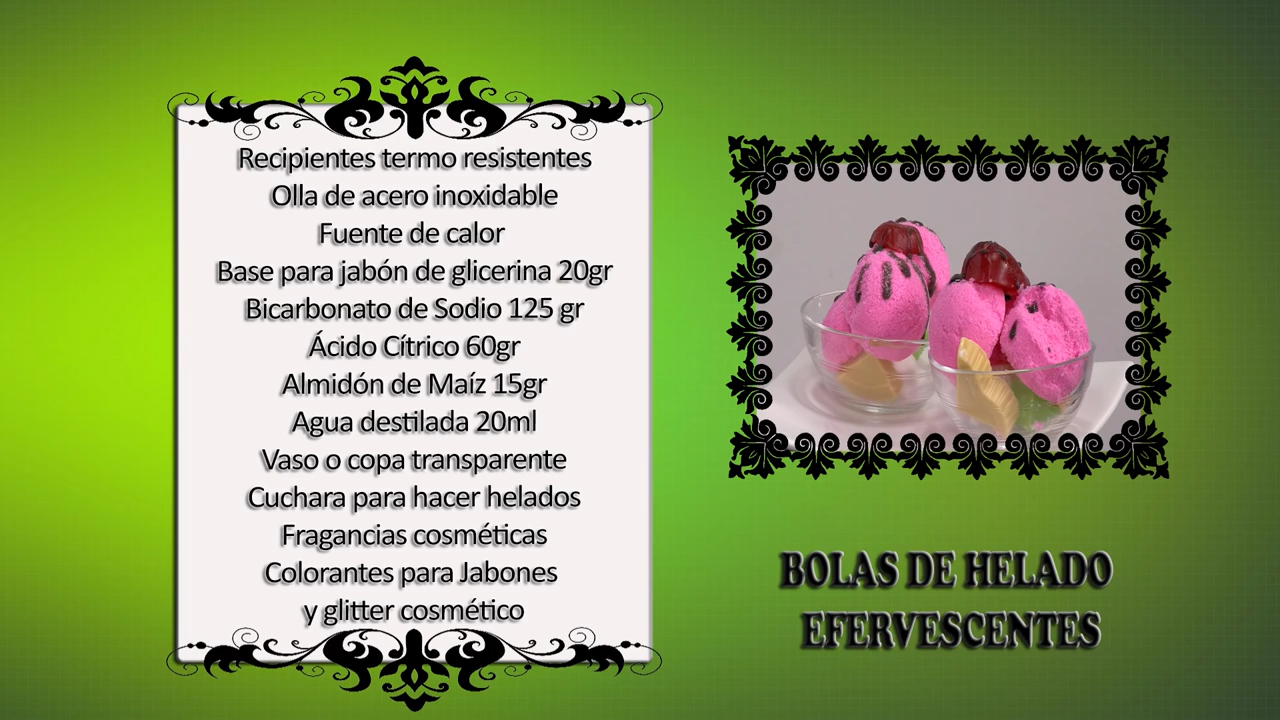 Recipientes termo resistentes
Olla de acero inoxidable
Fuente de calor
Base para jabón de glicerina 20gr
Bicarbonato de Sodio 125 gr
Ácido Cítrico 60gr
Almidón de Maíz 15gr
Agua destilada 20ml
Vaso o copa transparente
Cuchara para hacer helados
Fragancias cosméticas
Colorantes para Jabones
y glitter cosmético
BOLAS DE HELADO
EFERVESCENTES